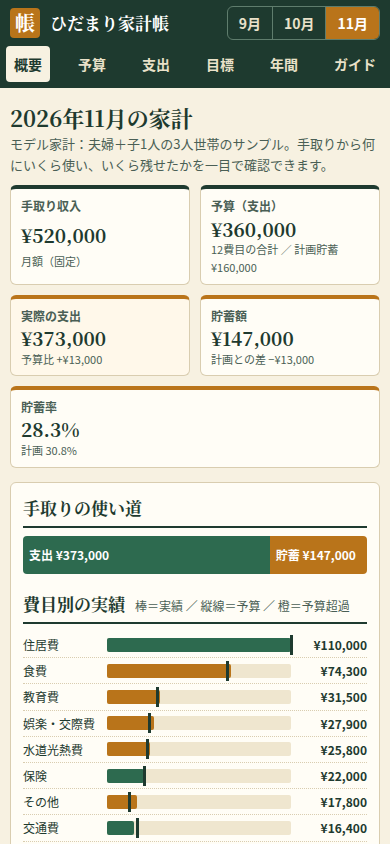 帳 ひだまり家計帳 9月 10月 11月
概要 予算 支出 目標 年間 ガイド
2026年11月の家計
モデル家計：夫婦＋子1人の3人世帯のサンプル。手取りから何
にいくら使い、いくら残せたかを一目で確認できます。
手取り収入
¥520,000
月額（固定）
予算（支出）
¥360,000
12費目の合計 ／ 計画貯蓄
¥160,000
実際の支出
¥373,000
予算比 +¥13,000
貯蓄額
¥147,000
計画との差 −¥13,000
貯蓄率
28.3%
計画 30.8%
手取りの使い道
支出 ¥373,000 貯蓄 ¥147,000
費目別の実績 棒＝実績 ／ 縦線＝予算 ／ 橙＝予算超過
住居費 ¥110,000
食費 ¥74,300
教育費 ¥31,500
娯楽・交際費 ¥27,900
水道光熱費 ¥25,800
保険 ¥22,000
その他 ¥17,800
交通費 ¥16,400